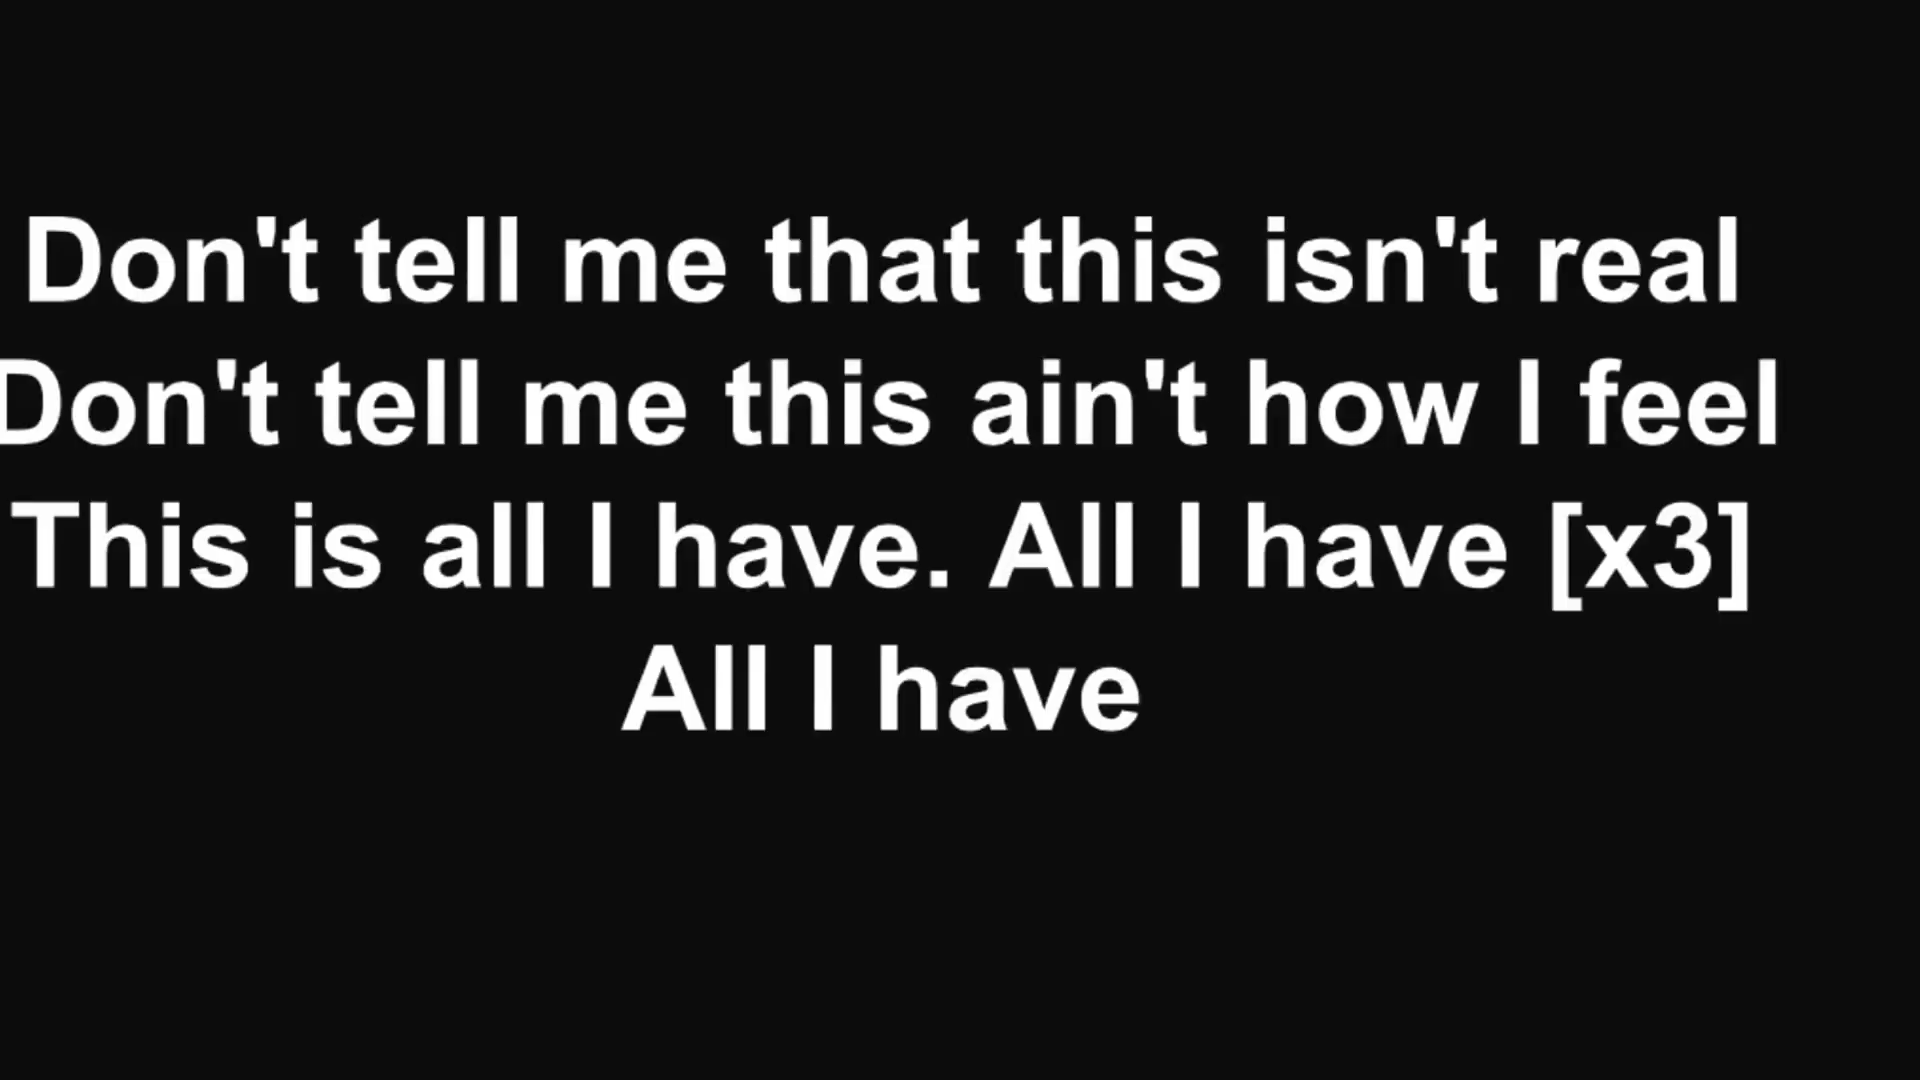 Don't tell me that this isn't real
Don't tell me this ain't how I feel
This is all I have. All I have [x3]
All I have